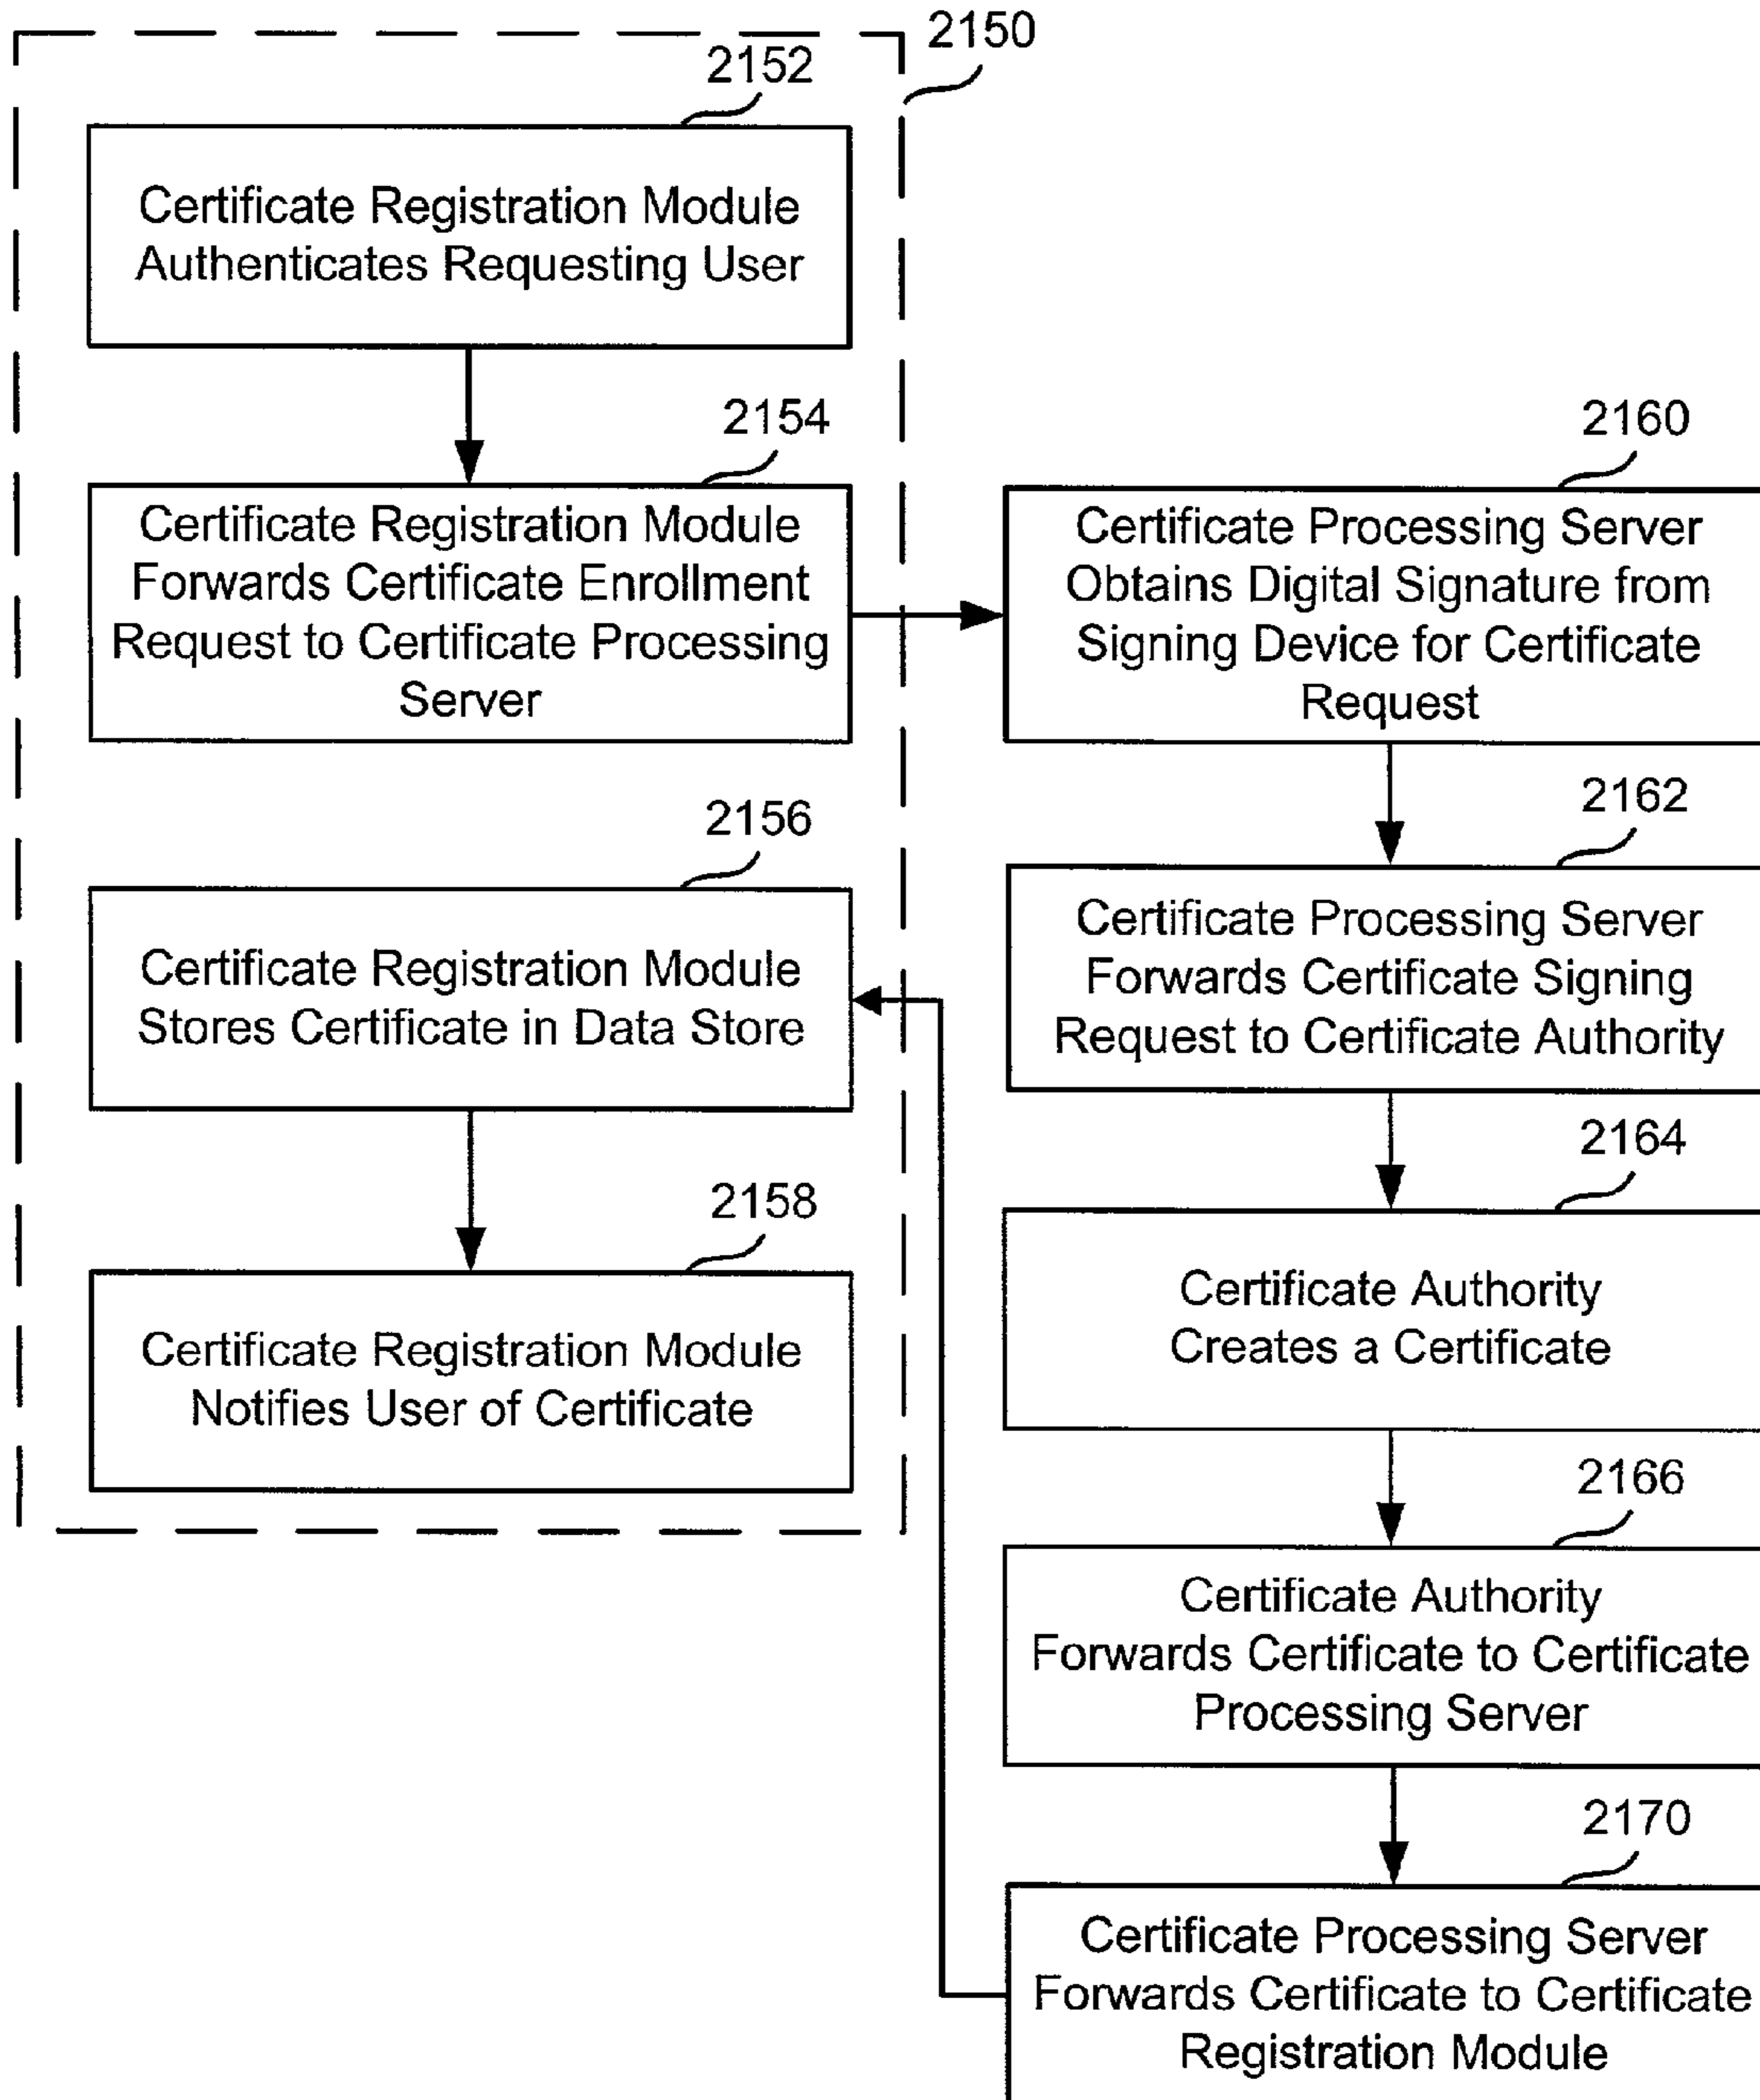 2150
2152
Certificate Registration Module
Authenticates Requesting User
2154
Certificate Registration Module
Forwards Certificate Enrollment
Request to Certificate Processing
Server
2156
Certificate Registration Module
Stores Certificate in Data Store
2158
Certificate Registration Module
Notifies User of Certificate
2160
Certificate Processing Server
Obtains Digital Signature from
Signing Device for Certificate
Request
2162
Certificate Processing Server
Forwards Certificate Signing
Request to Certificate Authority
2164
Certificate Authority
Creates a Certificate
2166
Certificate Authority
Forwards Certificate to Certificate
Processing Server
2170
Certificate Processing Server
Forwards Certificate to Certificate
Registration Module